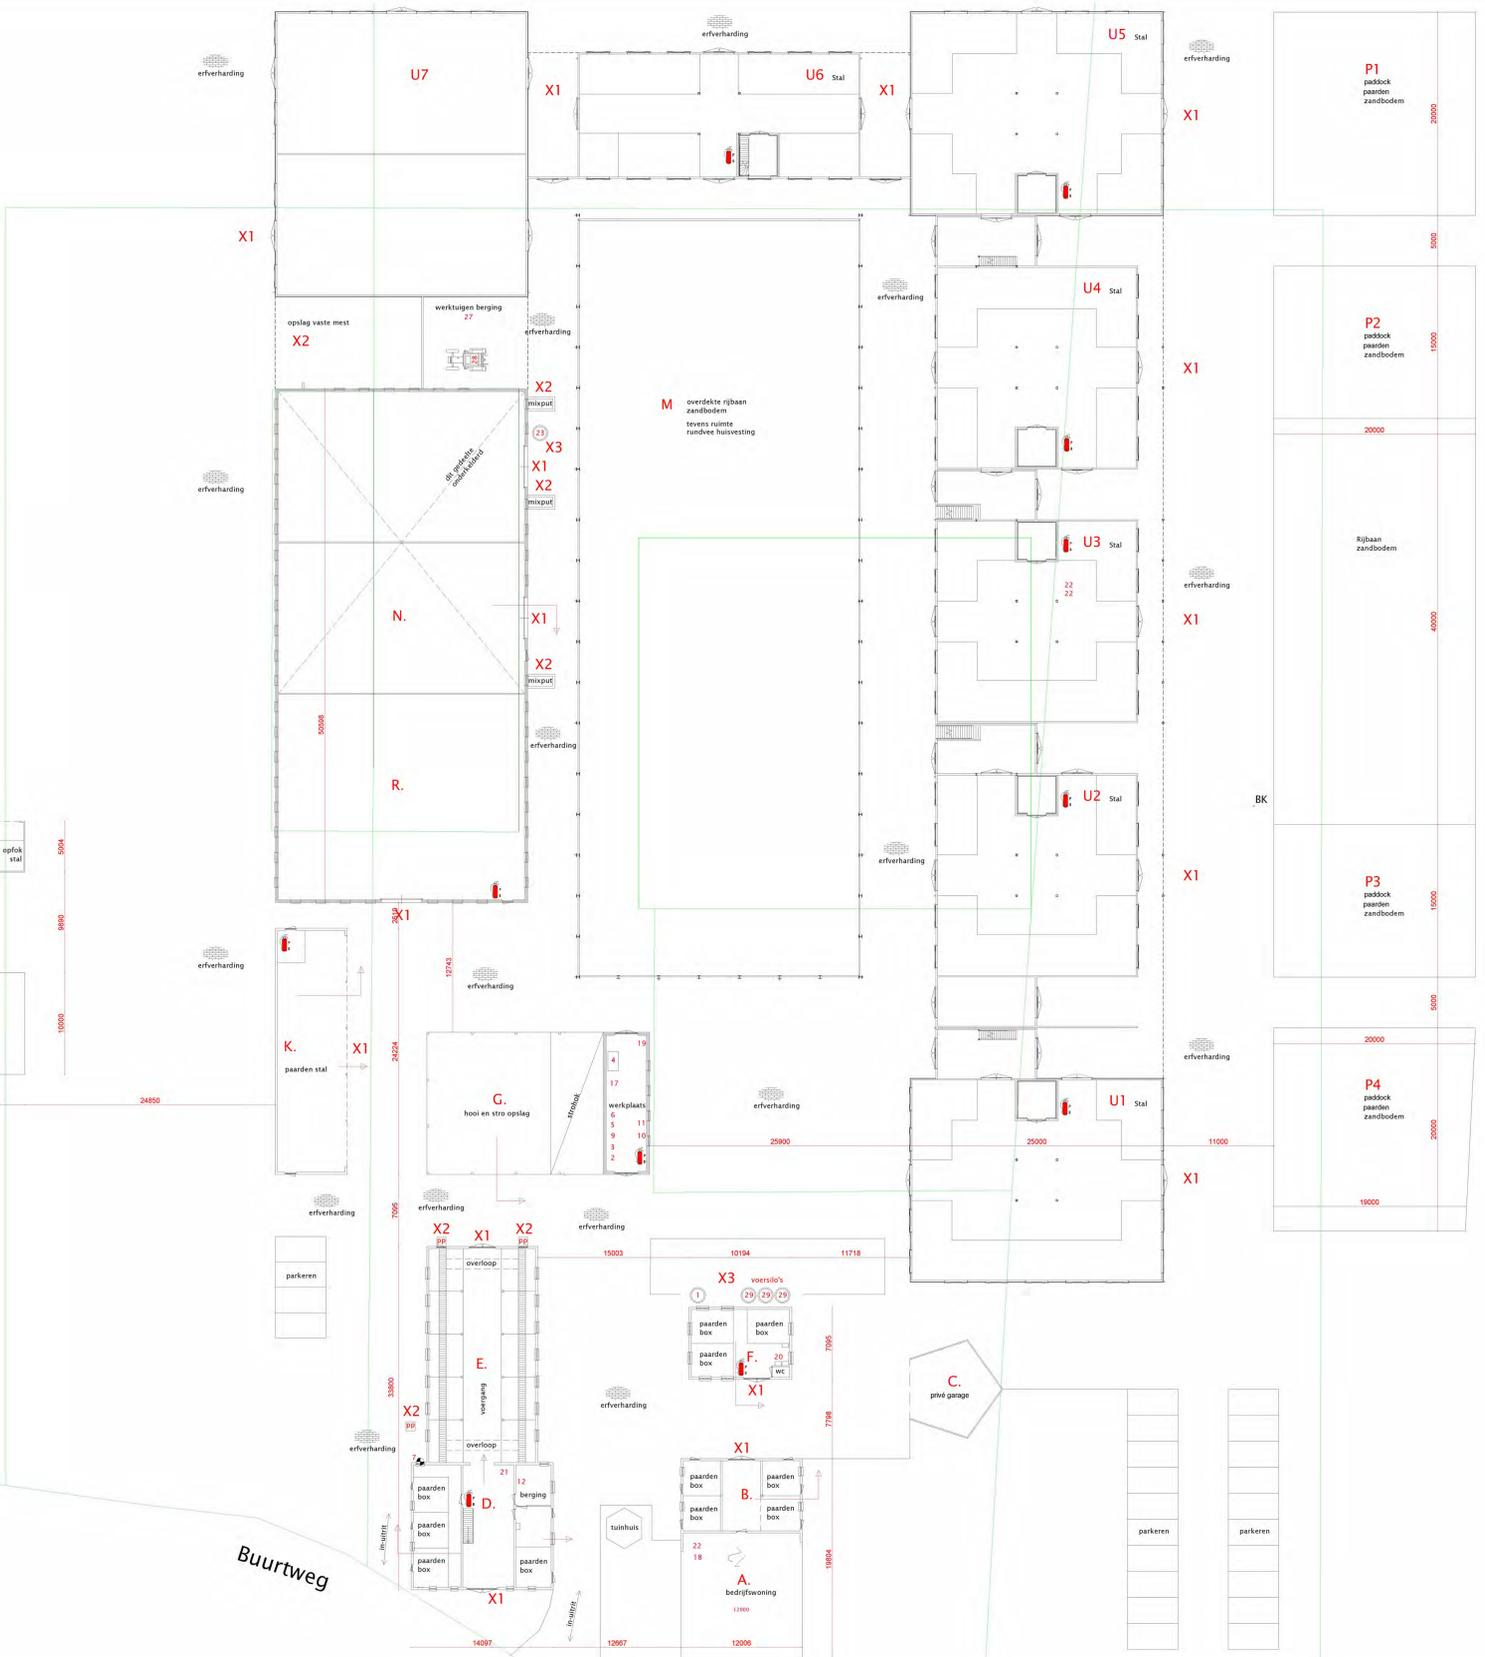 erfverharding
U7
erfverharding
X1
U6 Stal
X1
U5 Stal
erfverharding
X1
P1
paddock
paarden
zandbodem
20000
X1
5000
opslag vaste mest
X2
werktuigen berging
27
28
erfverharding
erfverharding
U4 Stal
X1
P2
paddock
paarden
zandbodem
15000
20000
X2
mixput
23
X3
X1
X2
mixput
M
overdekte rijbaan
zandbodem
tevens ruimte
rundvee huisvesting
dit gedeelte
onderkelderd
erfverharding
U3 Stal
22
22
erfverharding
X1
Rijbaan
zandbodem
40000
N.
X1
X2
mixput
50598
erfverharding
R.
U2 Stal
BK
erfverharding
X1
P3
paddock
paarden
zandbodem
15000
opfok
stal
5004
9890
10000
X1
2619
12743
erfverharding
erfverharding
5000
K.
paarden stal
X1
24224
24850
G.
hooi en stro opslag
strohok
19
4
17
werkplaats
6
5
9
3
2
11
10
erfverharding
25900
25000
11000
U1 Stal
erfverharding
X1
20000
P4
paddock
paarden
zandbodem
20000
19000
erfverharding
erfverharding
erfverharding
7095
parkeren
X2
PP
X1
X2
PP
overloop
15003
10194
11718
X3
voersilo's
1
29
29
29
paarden
box
paarden
box
paarden
box
F.
20
wc
X1
7095
7798
E.
voergang
33800
X2
PP
erfverharding
overloop
erfverharding
C.
privé garage
7
21
12
berging
D.
paarden
box
paarden
box
paarden
box
paarden
box
X1
in-uitrit
in-uitrit
Buurtweg
X1
paarden
box
paarden
box
B.
paarden
box
paarden
box
tuinhuis
22
18
A.
bedrijfswoning
12000
19804
parkeren
parkeren
14097
12667
12006